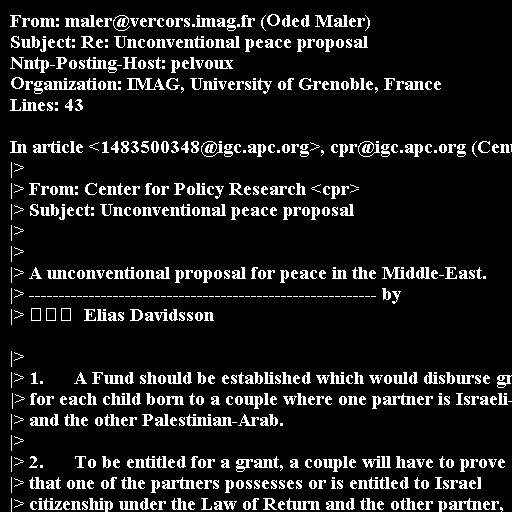 From: maler@vercors.imag.fr (Oded Maler)
Subject: Re: Unconventional peace proposal
Nntp-Posting-Host: pelvoux
Organization: IMAG, University of Grenoble, France
Lines: 43

In article <1483500348@igc.apc.org>, cpr@igc.apc.org (Cen
|>
|> From: Center for Policy Research <cpr>
|> Subject: Unconventional peace proposal
|>
|>
|> A unconventional proposal for peace in the Middle-East.
|> ---------------------------------------------------------- by
|> □□□ Elias Davidsson

|>
|> 1. A Fund should be established which would disburse gr
|> for each child born to a couple where one partner is Israeli-
|> and the other Palestinian-Arab.
|>
|> 2. To be entitled for a grant, a couple will have to prove
|> that one of the partners possesses or is entitled to Israel
|> citizenship under the Law of Return and the other partner,